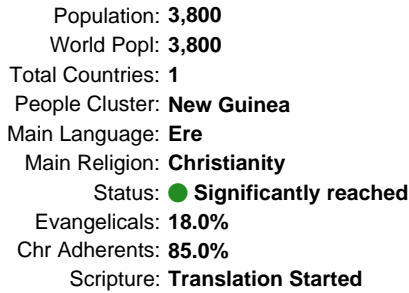 Population: 3,800
World Popl: 3,800
Total Countries: 1
People Cluster: New Guinea
Main Language: Ere
Main Religion: Christianity
Status: Significantly reached
Evangelicals: 18.0%
Chr Adherents: 85.0%
Scripture: Translation Started